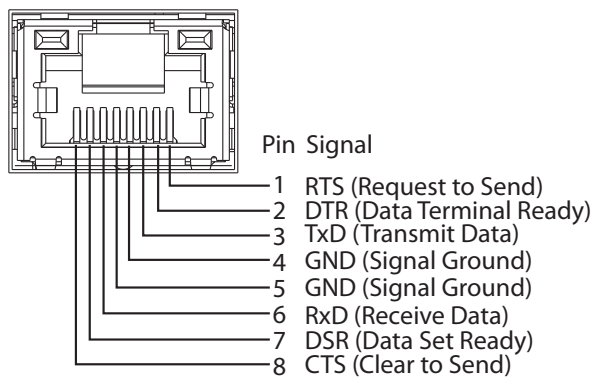 Pin Signal
1 RTS (Request to Send)
2 DTR (Data Terminal Ready)
3 TxD (Transmit Data)
4 GND (Signal Ground)
5 GND (Signal Ground)
6 RxD (Receive Data)
7 DSR (Data Set Ready)
8 CTS (Clear to Send)